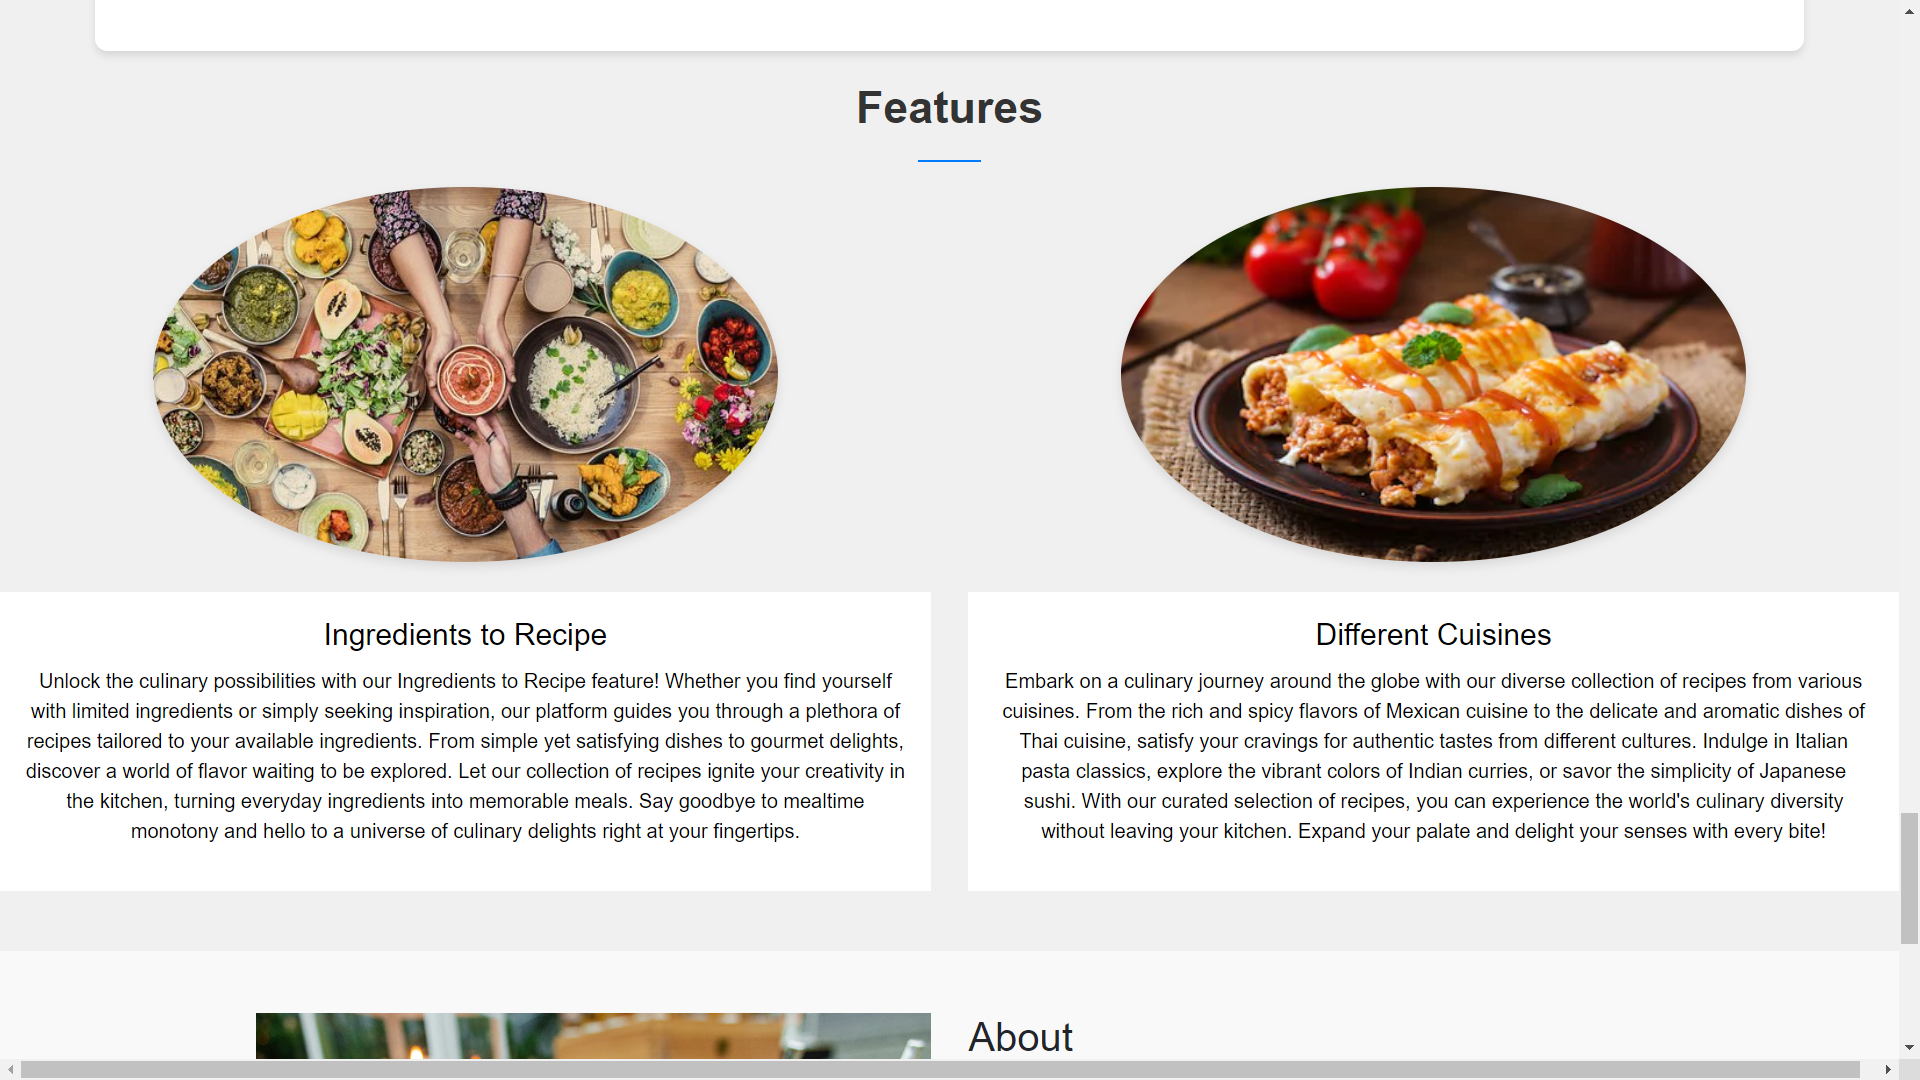 Features
Ingredients to Recipe
Unlock the culinary possibilities with our Ingredients to Recipe feature! Whether you find yourself
with limited ingredients or simply seeking inspiration, our platform guides you through a plethora of
recipes tailored to your available ingredients. From simple yet satisfying dishes to gourmet delights,
discover a world of flavor waiting to be explored. Let our collection of recipes ignite your creativity in
the kitchen, turning everyday ingredients into memorable meals. Say goodbye to mealtime
monotony and hello to a universe of culinary delights right at your fingertips.
Different Cuisines
Embark on a culinary journey around the globe with our diverse collection of recipes from various
cuisines. From the rich and spicy flavors of Mexican cuisine to the delicate and aromatic dishes of
Thai cuisine, satisfy your cravings for authentic tastes from different cultures. Indulge in Italian
pasta classics, explore the vibrant colors of Indian curries, or savor the simplicity of Japanese
sushi. With our curated selection of recipes, you can experience the world's culinary diversity
without leaving your kitchen. Expand your palate and delight your senses with every bite!
About